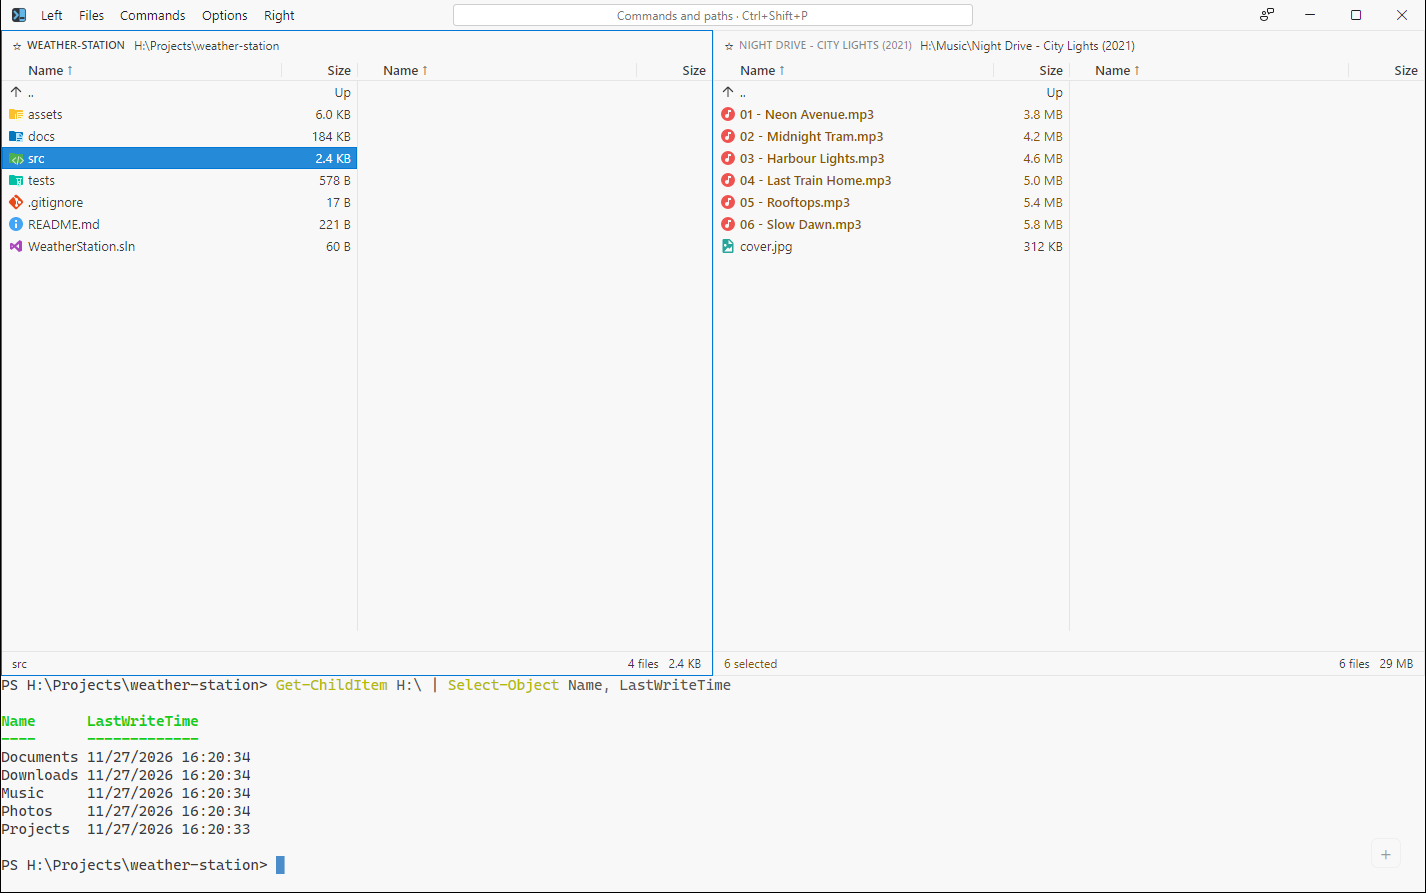 Left Files Commands Options Right Commands and paths · Ctrl+Shift+P
WEATHER-STATION H:\Projects\weather-station
Name ↑ Size Name ↑ Size
.. Up
assets 6.0 KB
docs 184 KB
src 2.4 KB
tests 578 B
.gitignore 17 B
README.md 221 B
WeatherStation.sln 60 B
src 4 files 2.4 KB
NIGHT DRIVE - CITY LIGHTS (2021) H:\Music\Night Drive - City Lights (2021)
Name ↑ Size Name ↑ Size
.. Up
01 - Neon Avenue.mp3 3.8 MB
02 - Midnight Tram.mp3 4.2 MB
03 - Harbour Lights.mp3 4.6 MB
04 - Last Train Home.mp3 5.0 MB
05 - Rooftops.mp3 5.4 MB
06 - Slow Dawn.mp3 5.8 MB
cover.jpg 312 KB
6 selected 6 files 29 MB
PS H:\Projects\weather-station> Get-ChildItem H:\ | Select-Object Name, LastWriteTime
Name LastWriteTime
---- -------------
Documents 11/27/2026 16:20:34
Downloads 11/27/2026 16:20:34
Music 11/27/2026 16:20:34
Photos 11/27/2026 16:20:34
Projects 11/27/2026 16:20:33
PS H:\Projects\weather-station>